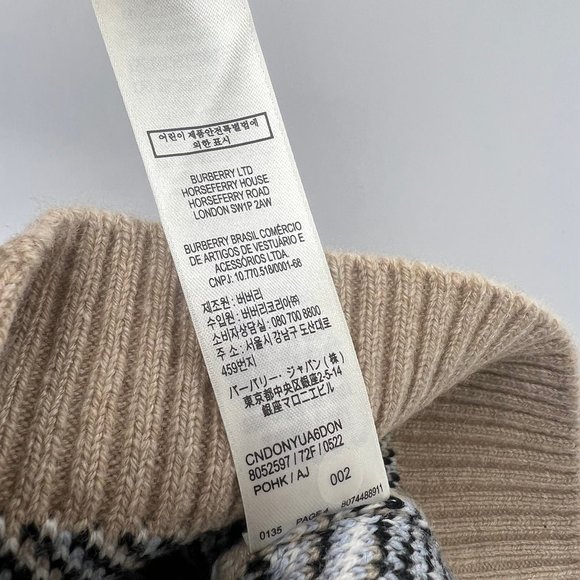 어린이 제품안전특별법에
의한 표시
BURBERRY LTD
HORSEFERRY HOUSE
HORSEFERRY ROAD
LONDON SW1P 2AW
BURBERRY BRASIL COMÉRCIO
DE ARTIGOS DE VESTUÁRIO E
ACESSÓRIOS LTDA.
CNPJ. 10.770.518/0001-68
제조원 : 버버리
수입원 : 버버리코리아㈜
소비자상담실 : 080 700 8800
주 소 : 서울시 강남구 도산대로
459번지
バーバリー・ジャパン（株）
東京都中央区銀座2-5-14
銀座マロニエビル
CNDONYUA6DON
8052597 / 72F / 0522
POHK / AJ 002
0135 PAGE 4 8074488911